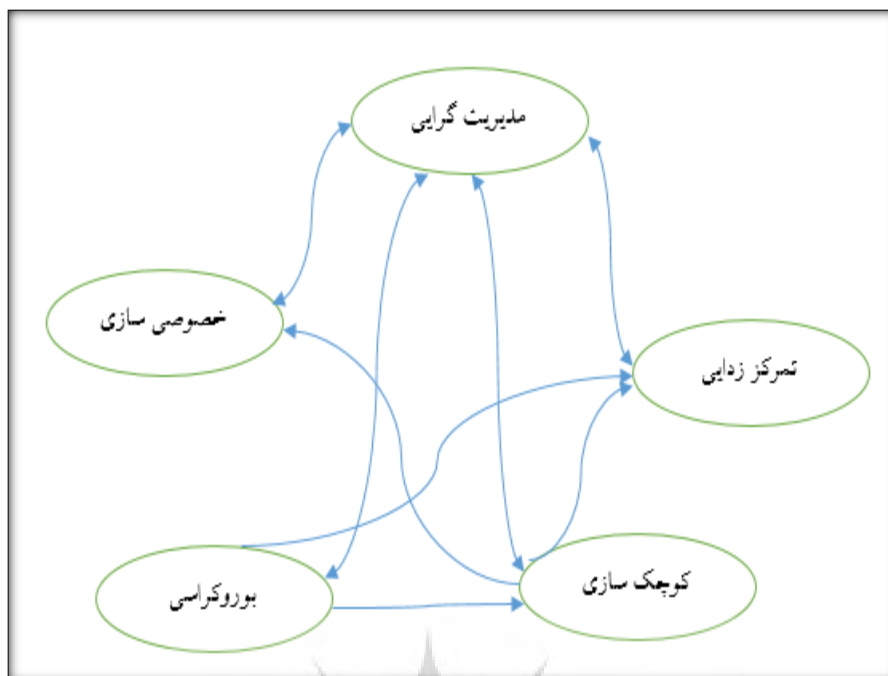 مدیریت گرایی
خصوصی سازی
تمرکز زدایی
کوچک سازی
بوروکراسی